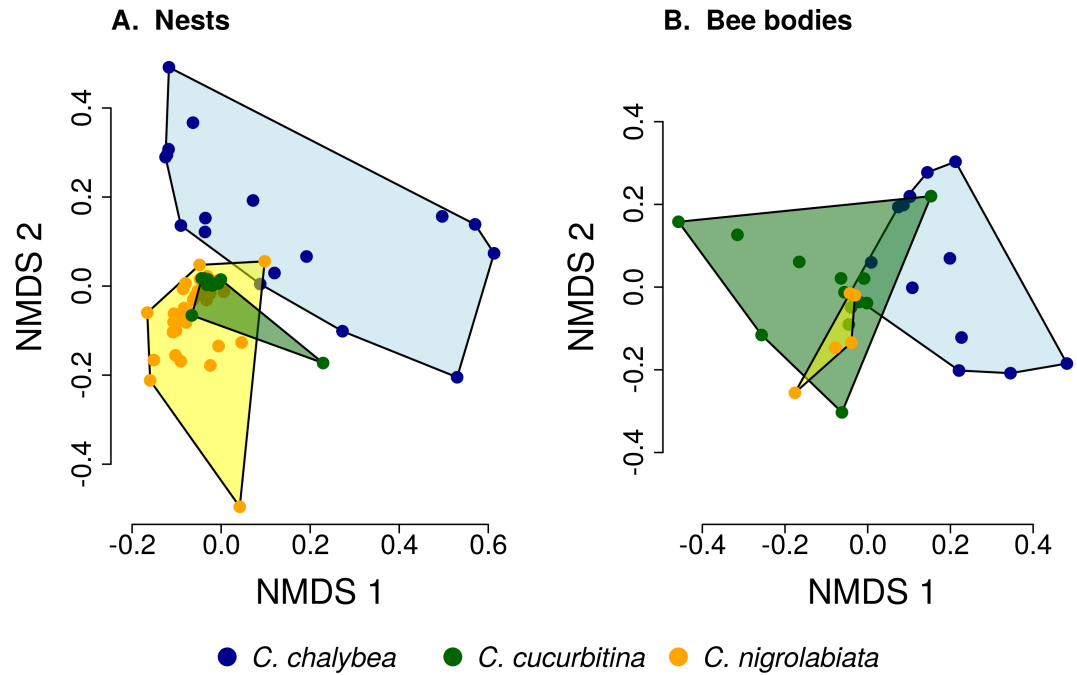 A. Nests
0.4
0.2
0.0
-0.2
-0.4
NMDS 2
-0.2 0.0 0.2 0.4 0.6
NMDS 1
B. Bee bodies
0.4
0.2
0.0
-0.2
-0.4
NMDS 2
-0.4 -0.2 0.0 0.2 0.4
NMDS 1
C. chalybea C. cucurbitina C. nigrolabiata